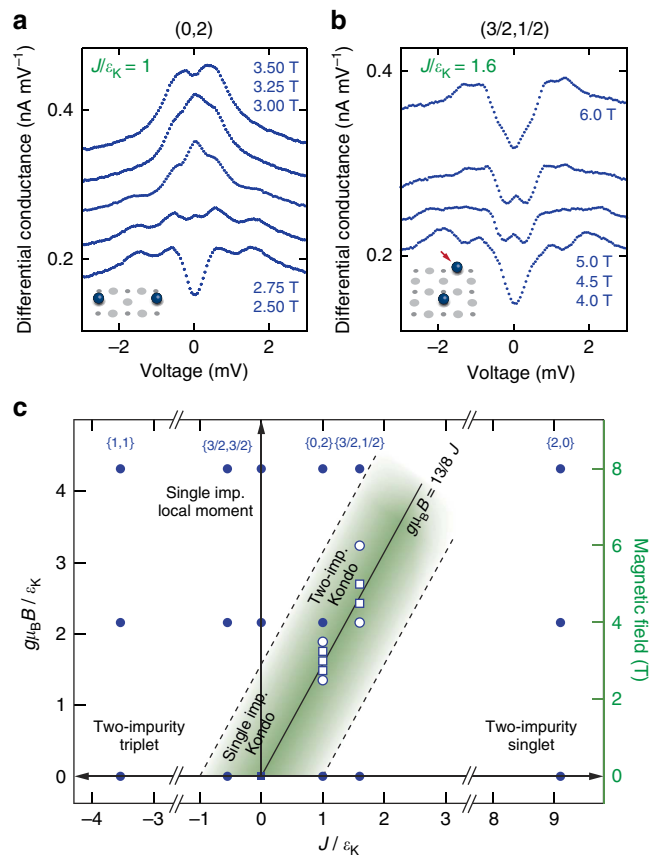 a
(0,2)
J/εK = 1
3.50 T
3.25 T
3.00 T
0.4
0.2
2.75 T
2.50 T
−2
0
2
Voltage (mV)
Differential conductance (nA mV−1)
b
(3/2,1/2)
J/εK = 1.6
6.0 T
0.4
0.2
5.0 T
4.5 T
4.0 T
−2
0
2
Voltage (mV)
Differential conductance (nA mV−1)
c
{1,1}
{3/2,3/2}
{0,2}
{3/2,1/2}
{2,0}
Single imp.
local moment
gμBB = 13/8 J
Two-imp.
Kondo
Single imp.
Kondo
Two-impurity
triplet
Two-impurity
singlet
4
3
2
1
0
gμBB / εK
8
6
4
2
0
Magnetic field (T)
−4
−3
−1
0
1
2
3
8
9
J / εK